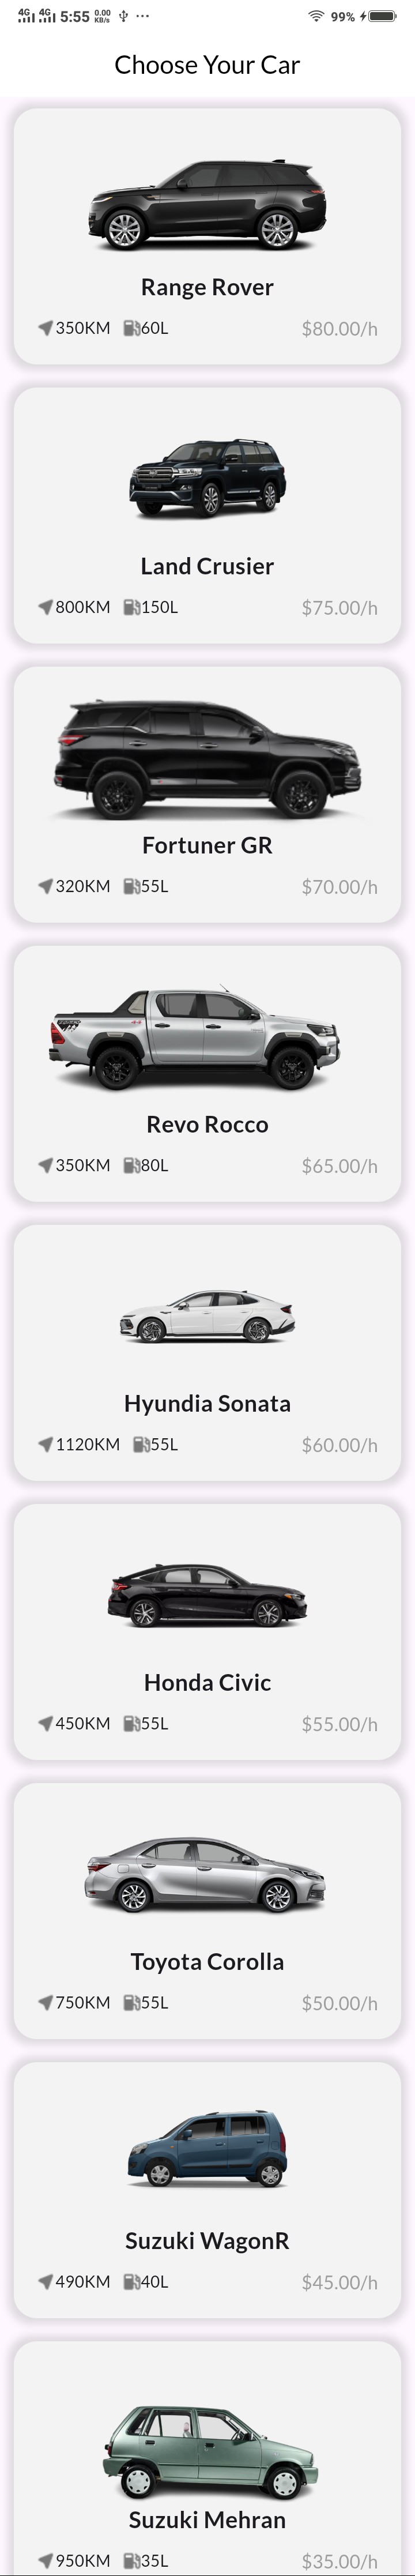 4G 4G 5:55 0.00 KB/s ... 99%
Choose Your Car
Range Rover
350KM 60L $80.00/h
Land Crusier
800KM 150L $75.00/h
Fortuner GR
320KM 55L $70.00/h
Revo Rocco
350KM 80L $65.00/h
Hyundia Sonata
1120KM 55L $60.00/h
Honda Civic
450KM 55L $55.00/h
Toyota Corolla
750KM 55L $50.00/h
Suzuki WagonR
490KM 40L $45.00/h
Suzuki Mehran
950KM 35L $35.00/h